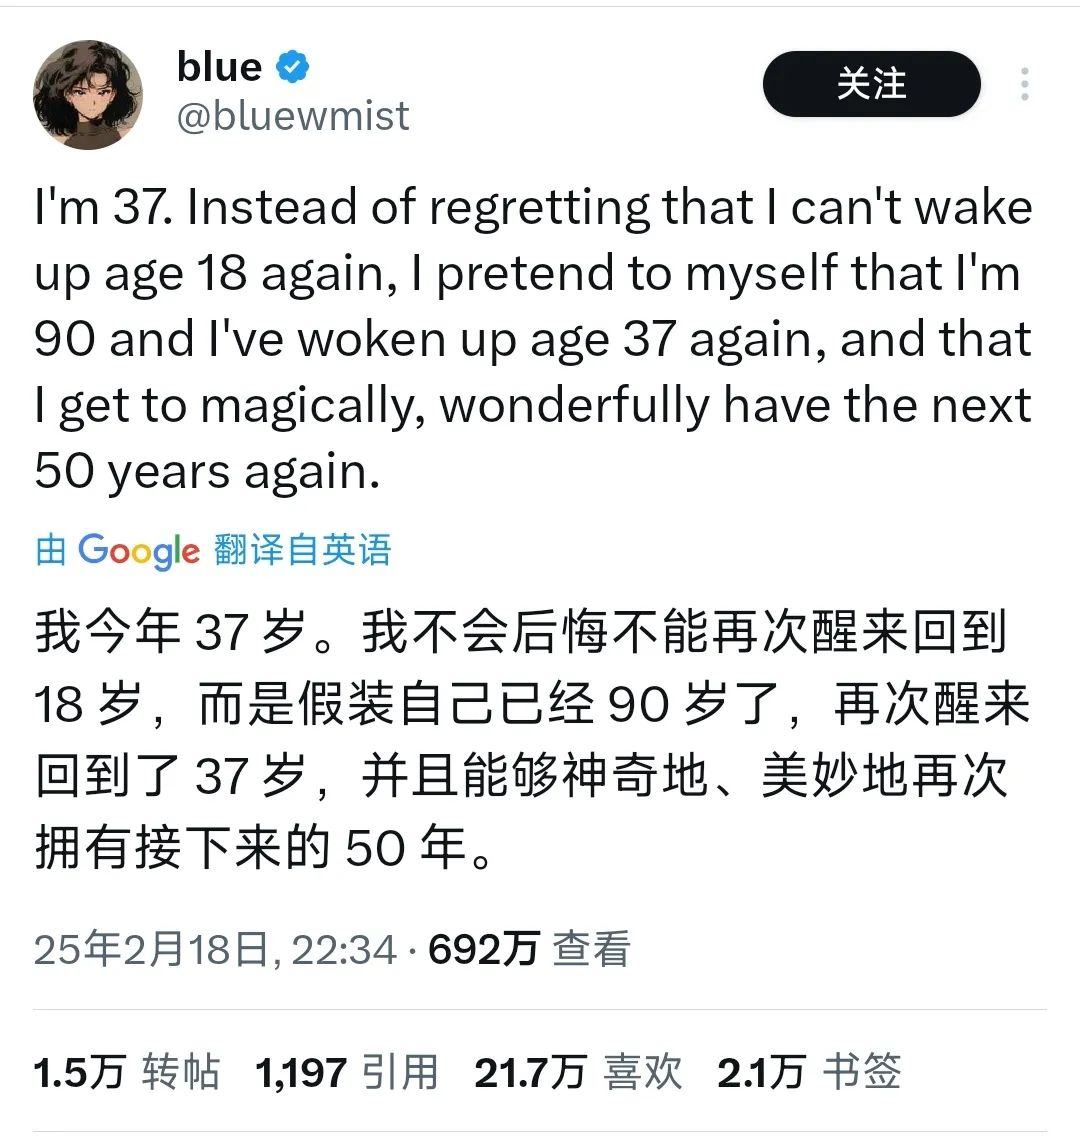 blue
@bluewmist
关注
I'm 37. Instead of regretting that I can't wake
up age 18 again, I pretend to myself that I'm
90 and I've woken up age 37 again, and that
I get to magically, wonderfully have the next
50 years again.
由 Google 翻译自英语
我今年 37 岁。我不会后悔不能再次醒来回到
18 岁，而是假装自己已经 90 岁了，再次醒来
回到了 37 岁，并且能够神奇地、美妙地再次
拥有接下来的 50 年。
25年2月18日, 22:34 · 692万 查看
1.5万 转帖 1,197 引用 21.7万 喜欢 2.1万 书签